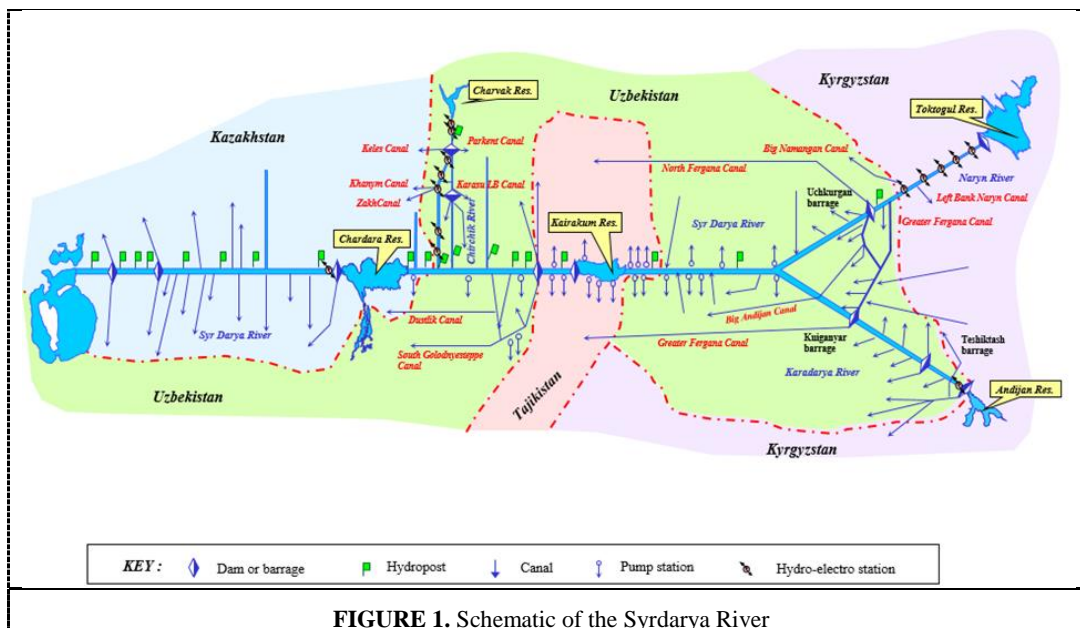 Kyrgyzstan
Uzbekistan
Charvak Res.
Toktogul Res.
Kazakhstan
Keles Canal
Parkent Canal
Big Namangan Canal
North Fergana Canal
Naryn River
Khanym Canal
Karasu LB Canal
ZakhCanal
Uchkurgan
barrage
Left Bank Naryn Canal
Chirchik River
Kairakum Res.
Syr Darya River
Greater Fergana Canal
Chardara Res.
Dustlik Canal
Big Andijan Canal
Syr Darya River
Greater Fergana Canal
Kuiganyar
barrage
Teshiktash
barrage
South Golodnyesteppe
Canal
Karadarya River
Uzbekistan
Tajikistan
Andijan Res.
Kyrgyzstan
KEY :
Dam or barrage
Hydropost
Canal
Pump station
Hydro-electro station
FIGURE 1. Schematic of the Syrdarya River